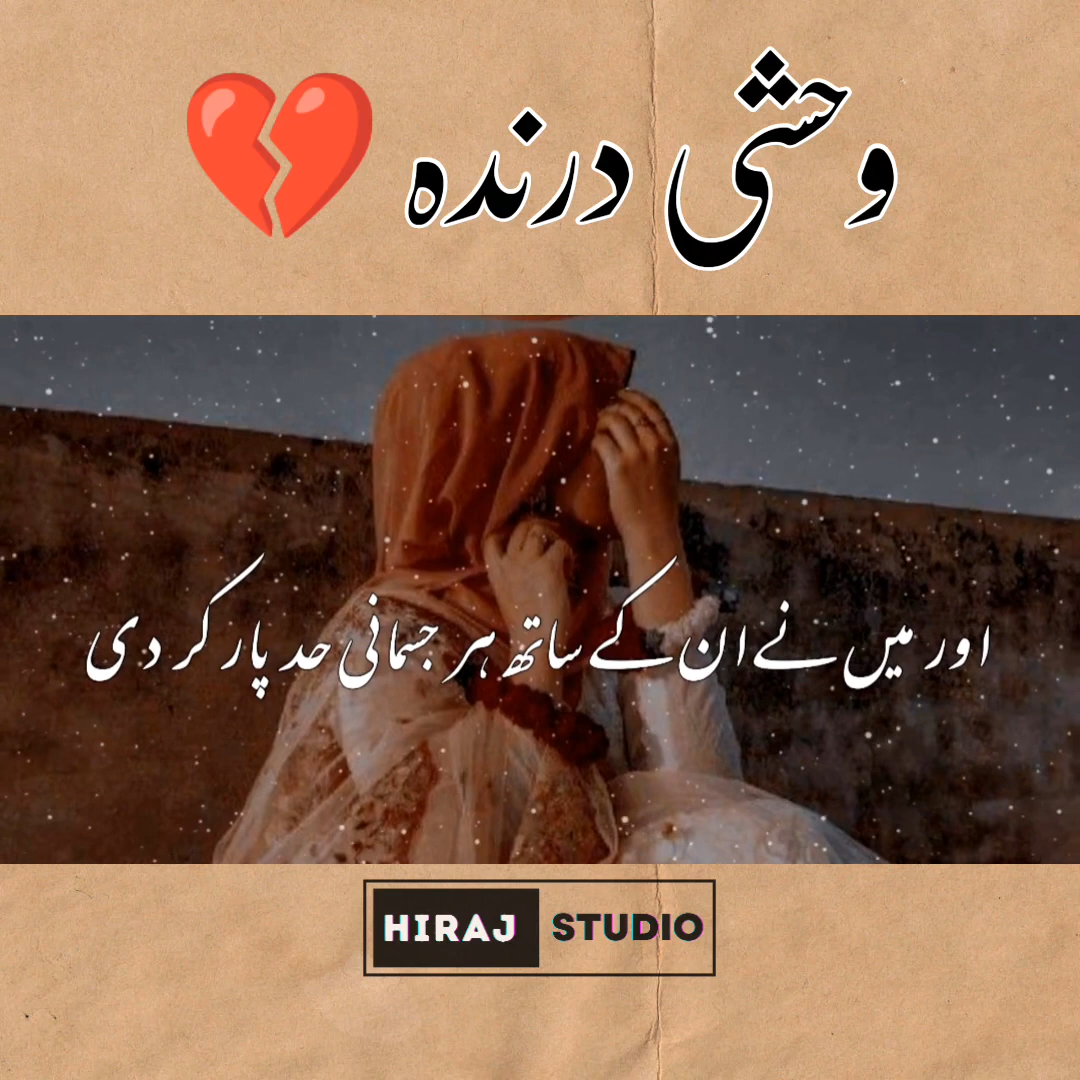 وحشی درندہ 💔
اور میں نے ان کے ساتھ ہر جسمانی حد پار کر دی
HIRAJ STUDIO